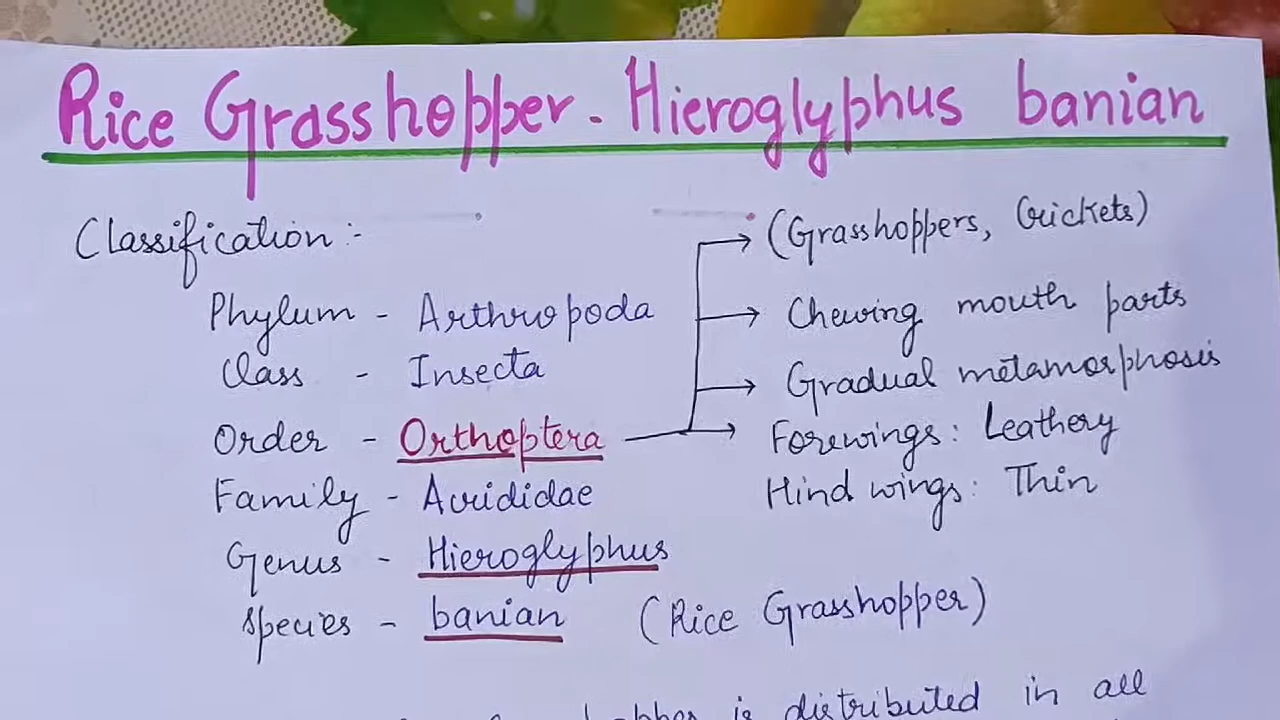 Rice Grasshopper. Hieroglyphus banian
Classification :-
Phylum - Arthropoda
Class - Insecta
Order - Orthoptera
Family - Acrididae
Genus - Hieroglyphus
Species - banian (Rice Grasshopper)
(Grasshoppers, Crickets)
Chewing mouth parts
Gradual metamorphosis
Forewings: Leathery
Hind wings: Thin
is distributed in all